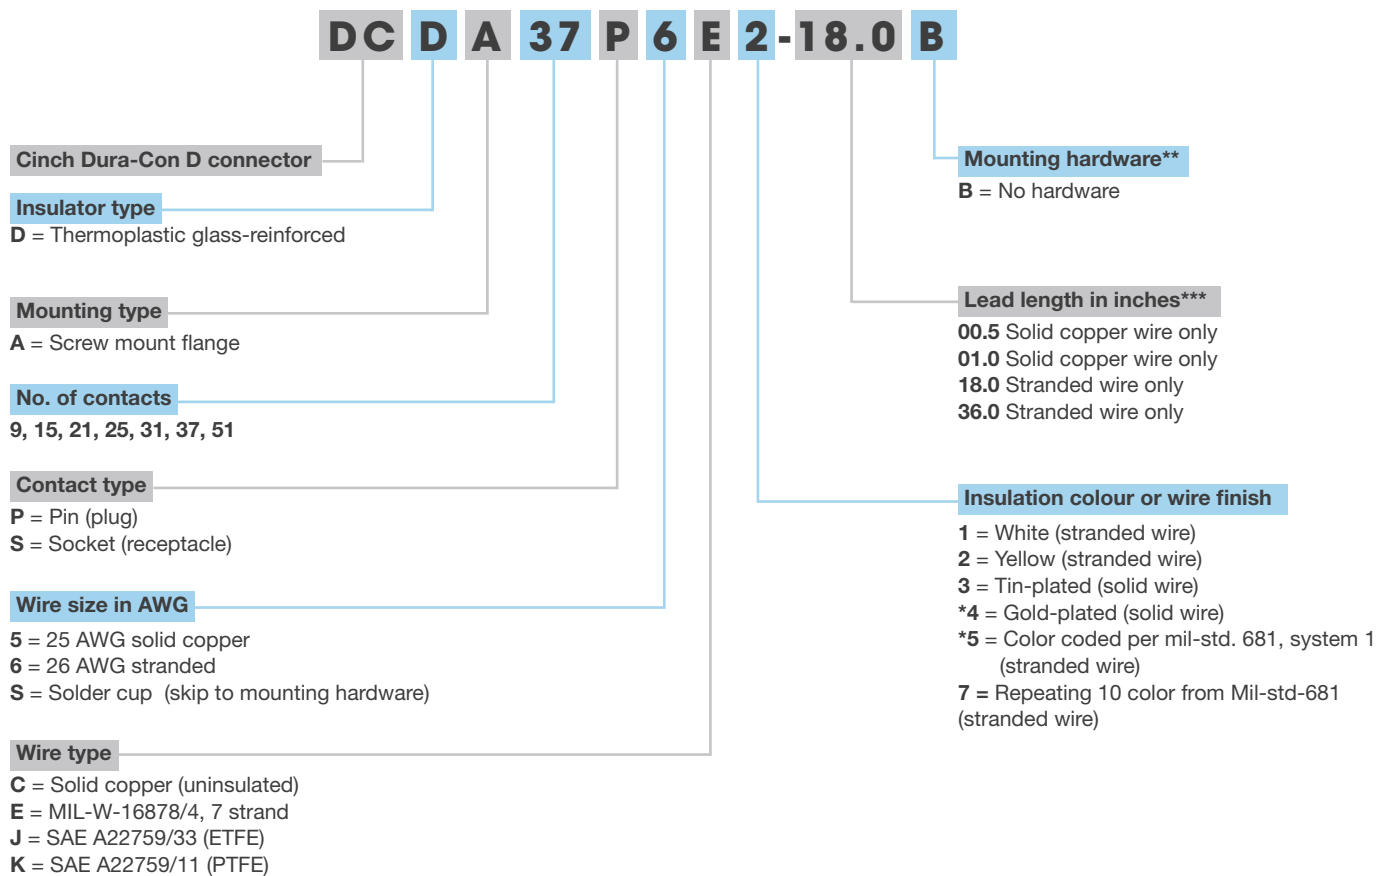 DCDA37P6E2-18.0B
Cinch Dura-Con D connector
Insulator type
D = Thermoplastic glass-reinforced
Mounting type
A = Screw mount flange
No. of contacts
9, 15, 21, 25, 31, 37, 51
Contact type
P = Pin (plug)
S = Socket (receptacle)
Wire size in AWG
5 = 25 AWG solid copper
6 = 26 AWG stranded
S = Solder cup (skip to mounting hardware)
Wire type
C = Solid copper (uninsulated)
E = MIL-W-16878/4, 7 strand
J = SAE A22759/33 (ETFE)
K = SAE A22759/11 (PTFE)
Mounting hardware**
B = No hardware
Lead length in inches***
00.5 Solid copper wire only
01.0 Solid copper wire only
18.0 Stranded wire only
36.0 Stranded wire only
Insulation colour or wire finish
1 = White (stranded wire)
2 = Yellow (stranded wire)
3 = Tin-plated (solid wire)
*4 = Gold-plated (solid wire)
*5 = Color coded per mil-std. 681, system 1
(stranded wire)
7 = Repeating 10 color from Mil-std-681
(stranded wire)